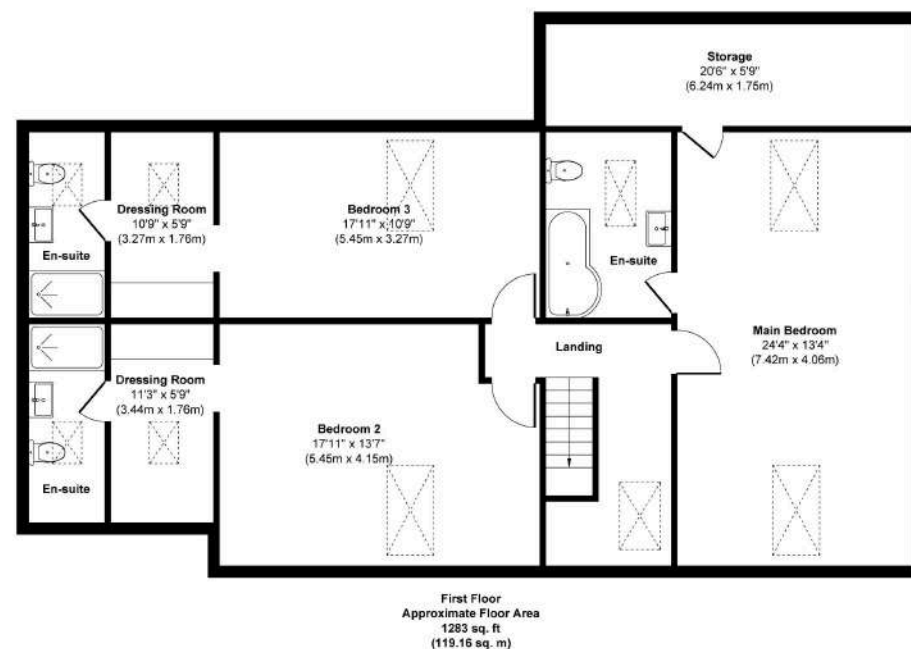 Storage
20'6" x 5'9"
(6.24m x 1.75m)
Dressing Room
10'9" x 5'9"
(3.27m x 1.76m)
Bedroom 3
17'11" x 10'9"
(5.45m x 3.27m)
En-suite
En-suite
Main Bedroom
24'4" x 13'4"
(7.42m x 4.06m)
Landing
Dressing Room
11'3" x 5'9"
(3.44m x 1.76m)
Bedroom 2
17'11" x 13'7"
(5.45m x 4.15m)
En-suite
First Floor
Approximate Floor Area
1283 sq. ft
(119.16 sq. m)